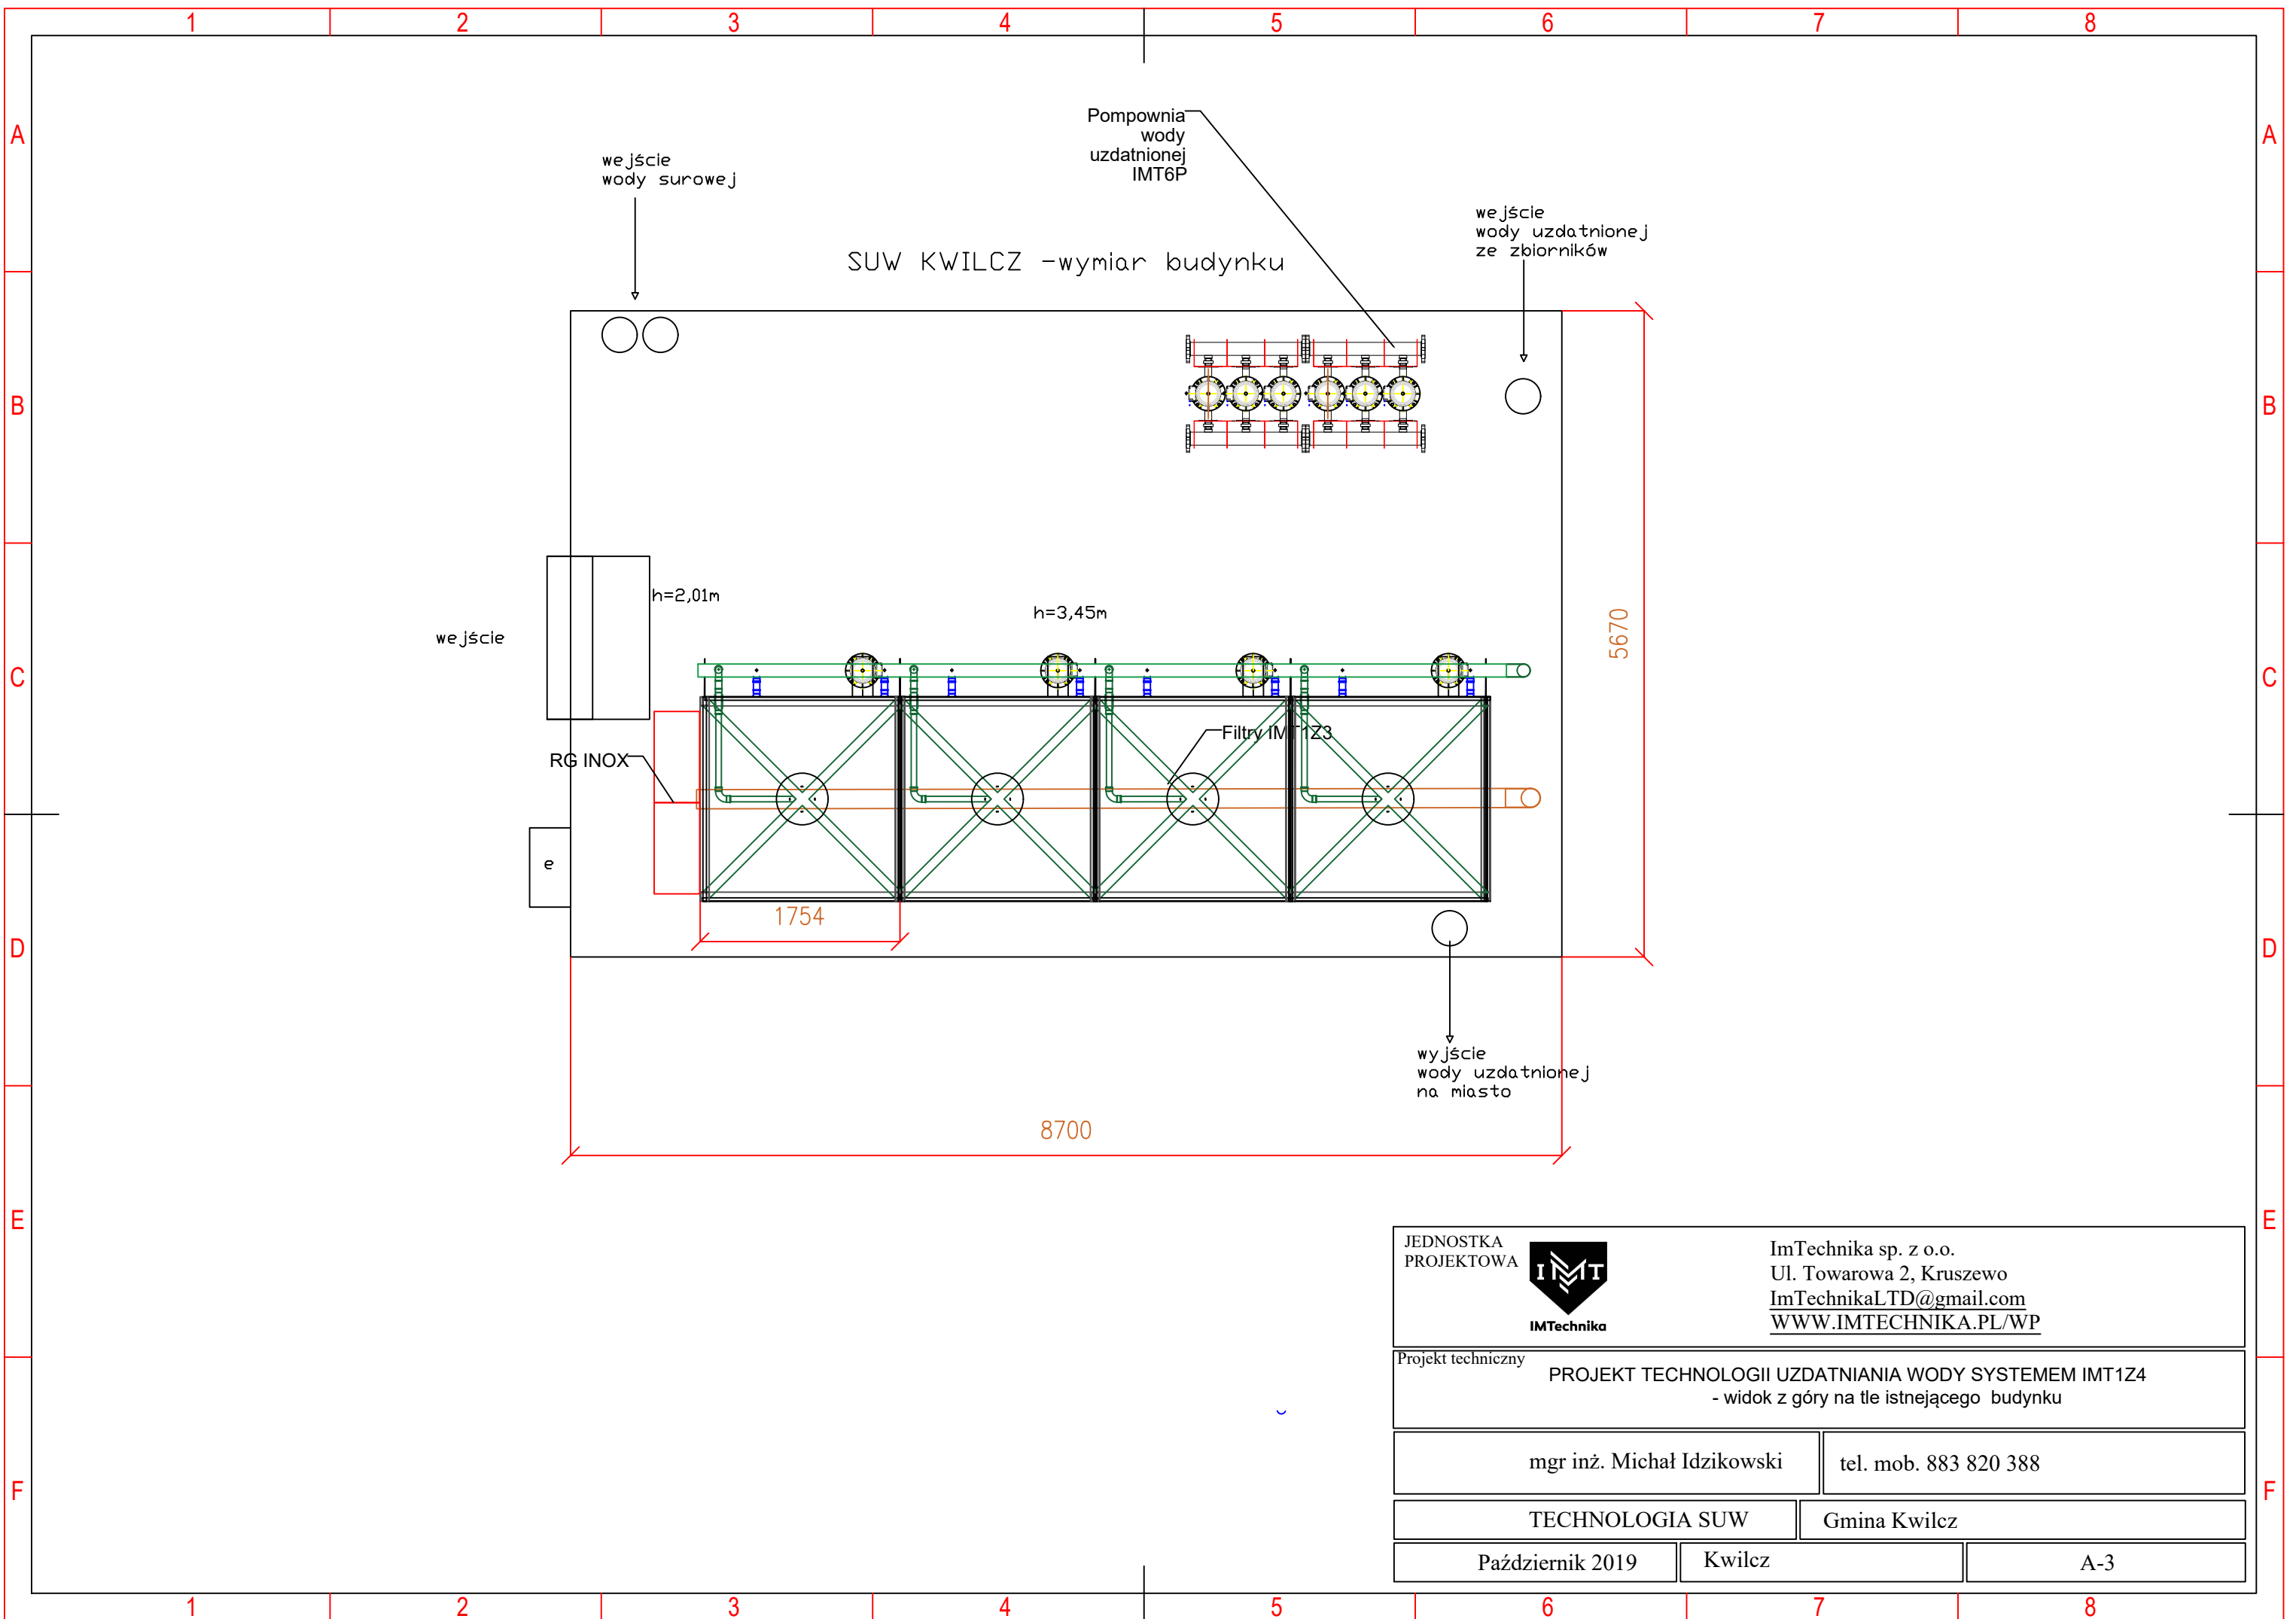 1 2 3 4 5 6 7 8
A A
Pompownia
wody
uzdatnionej
IMT6P
wejście
wody surowej
wejście
wody uzdatnionej
ze zbiorników
SUW KWILCZ -wymiar budynku
B B
h=2,01m
h=3,45m
wejście
5670
C C
Filtry IMT1Z3
RG INOX
e
1754
D D
wyjście
wody uzdatnionej
na miasto
8700
E E
JEDNOSTKA
PROJEKTOWA
IMT
IMTechnika
ImTechnika sp. z o.o.
Ul. Towarowa 2, Kruszewo
ImTechnikaLTD@gmail.com
WWW.IMTECHNIKA.PL/WP
Projekt techniczny
PROJEKT TECHNOLOGII UZDATNIANIA WODY SYSTEMEM IMT1Z4
- widok z góry na tle istnejącego budynku
mgr inż. Michał Idzikowski
tel. mob. 883 820 388
F F
TECHNOLOGIA SUW
Gmina Kwilcz
Październik 2019
Kwilcz
A-3
1 2 3 4 5 6 7 8